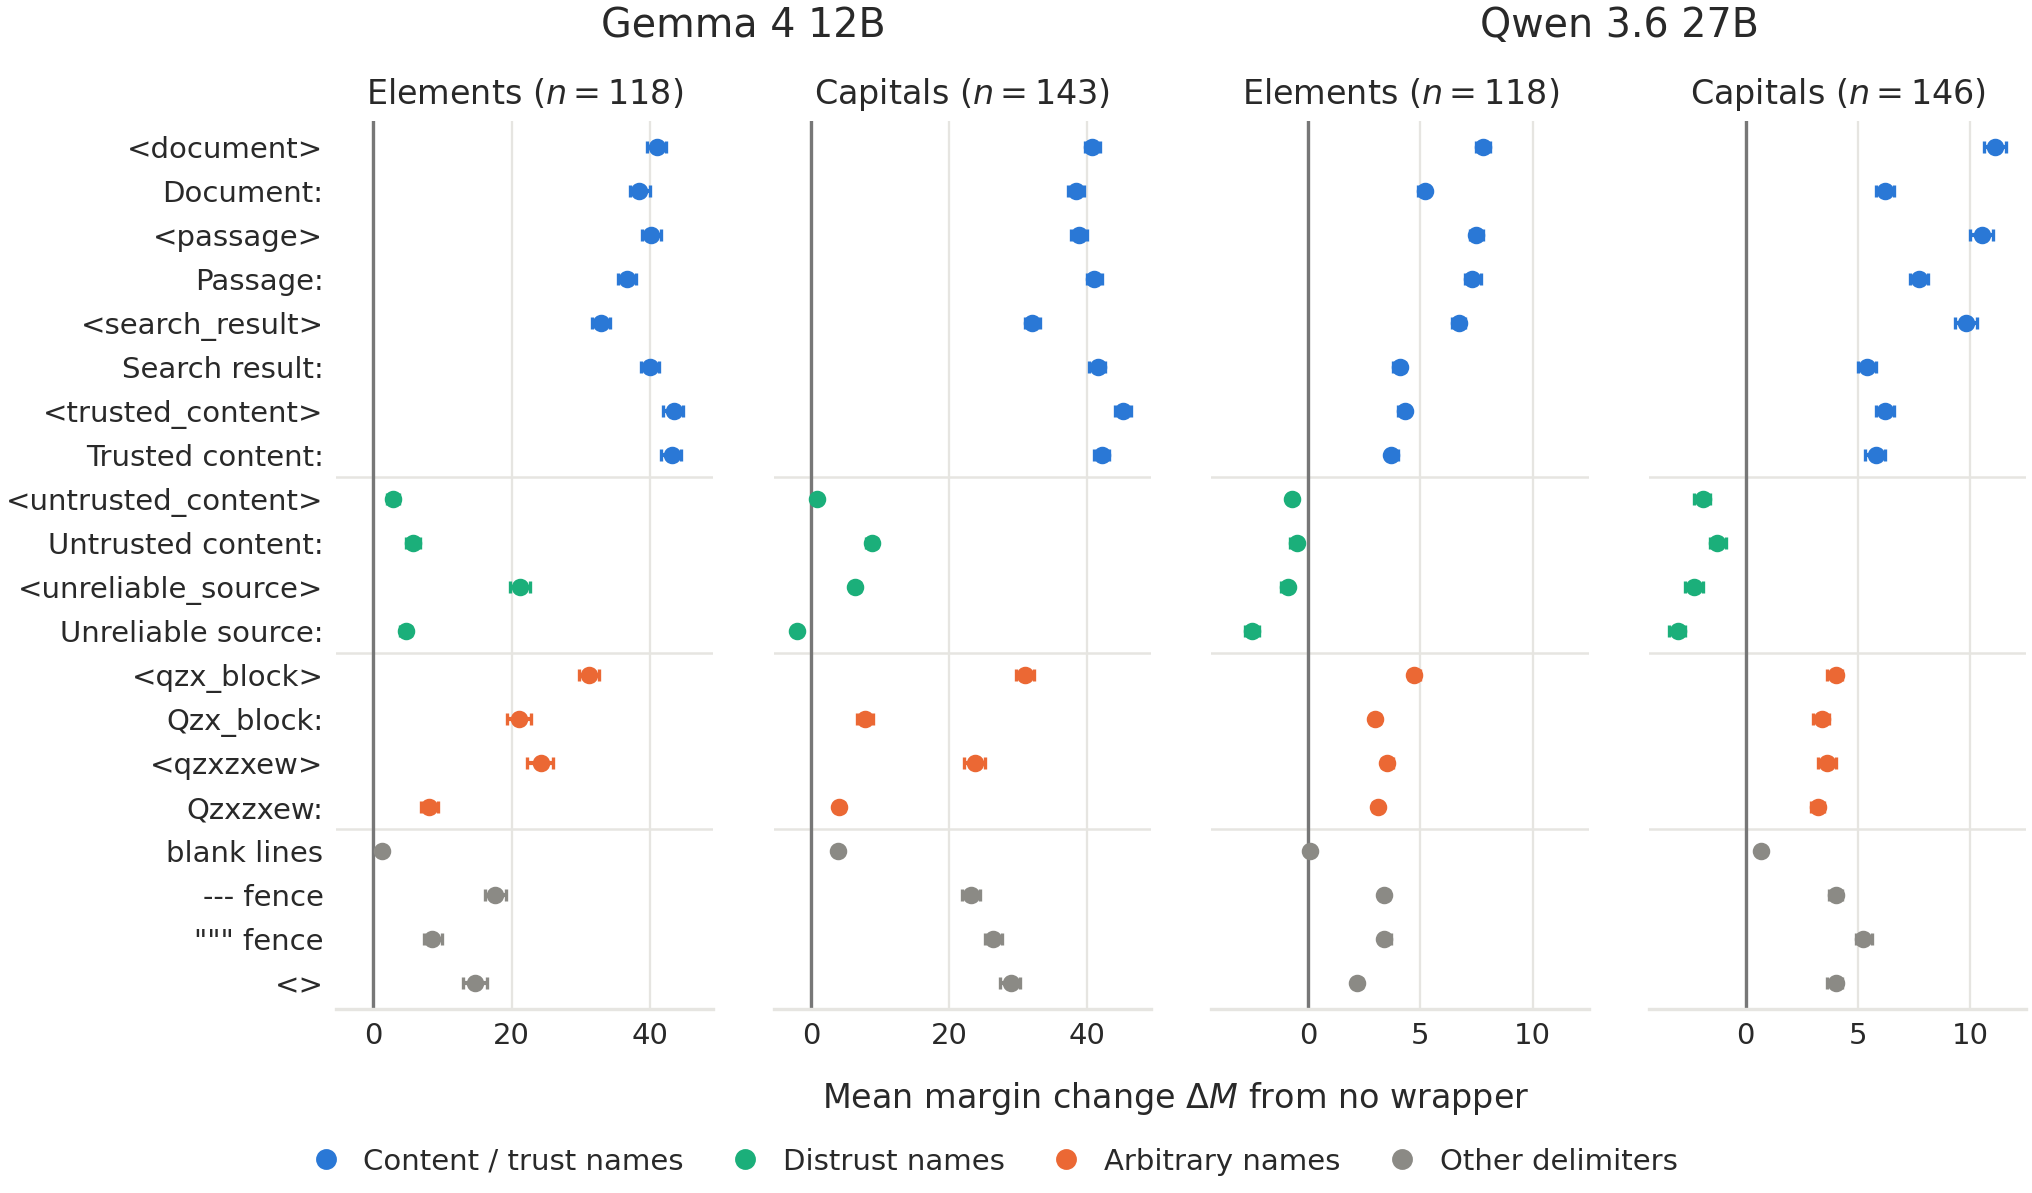 Gemma 4 12B
Qwen 3.6 27B
Elements (n = 118)
Capitals (n = 143)
Elements (n = 118)
Capitals (n = 146)
<document>
Document:
<passage>
Passage:
<search_result>
Search result:
<trusted_content>
Trusted content:
<untrusted_content>
Untrusted content:
<unreliable_source>
Unreliable source:
<qzx_block>
Qzx_block:
<qzxzxew>
Qzxzxew:
blank lines
--- fence
""" fence
<>
0 20 40
0 20 40
0 5 10
0 5 10
Mean margin change ΔM from no wrapper
Content / trust names
Distrust names
Arbitrary names
Other delimiters